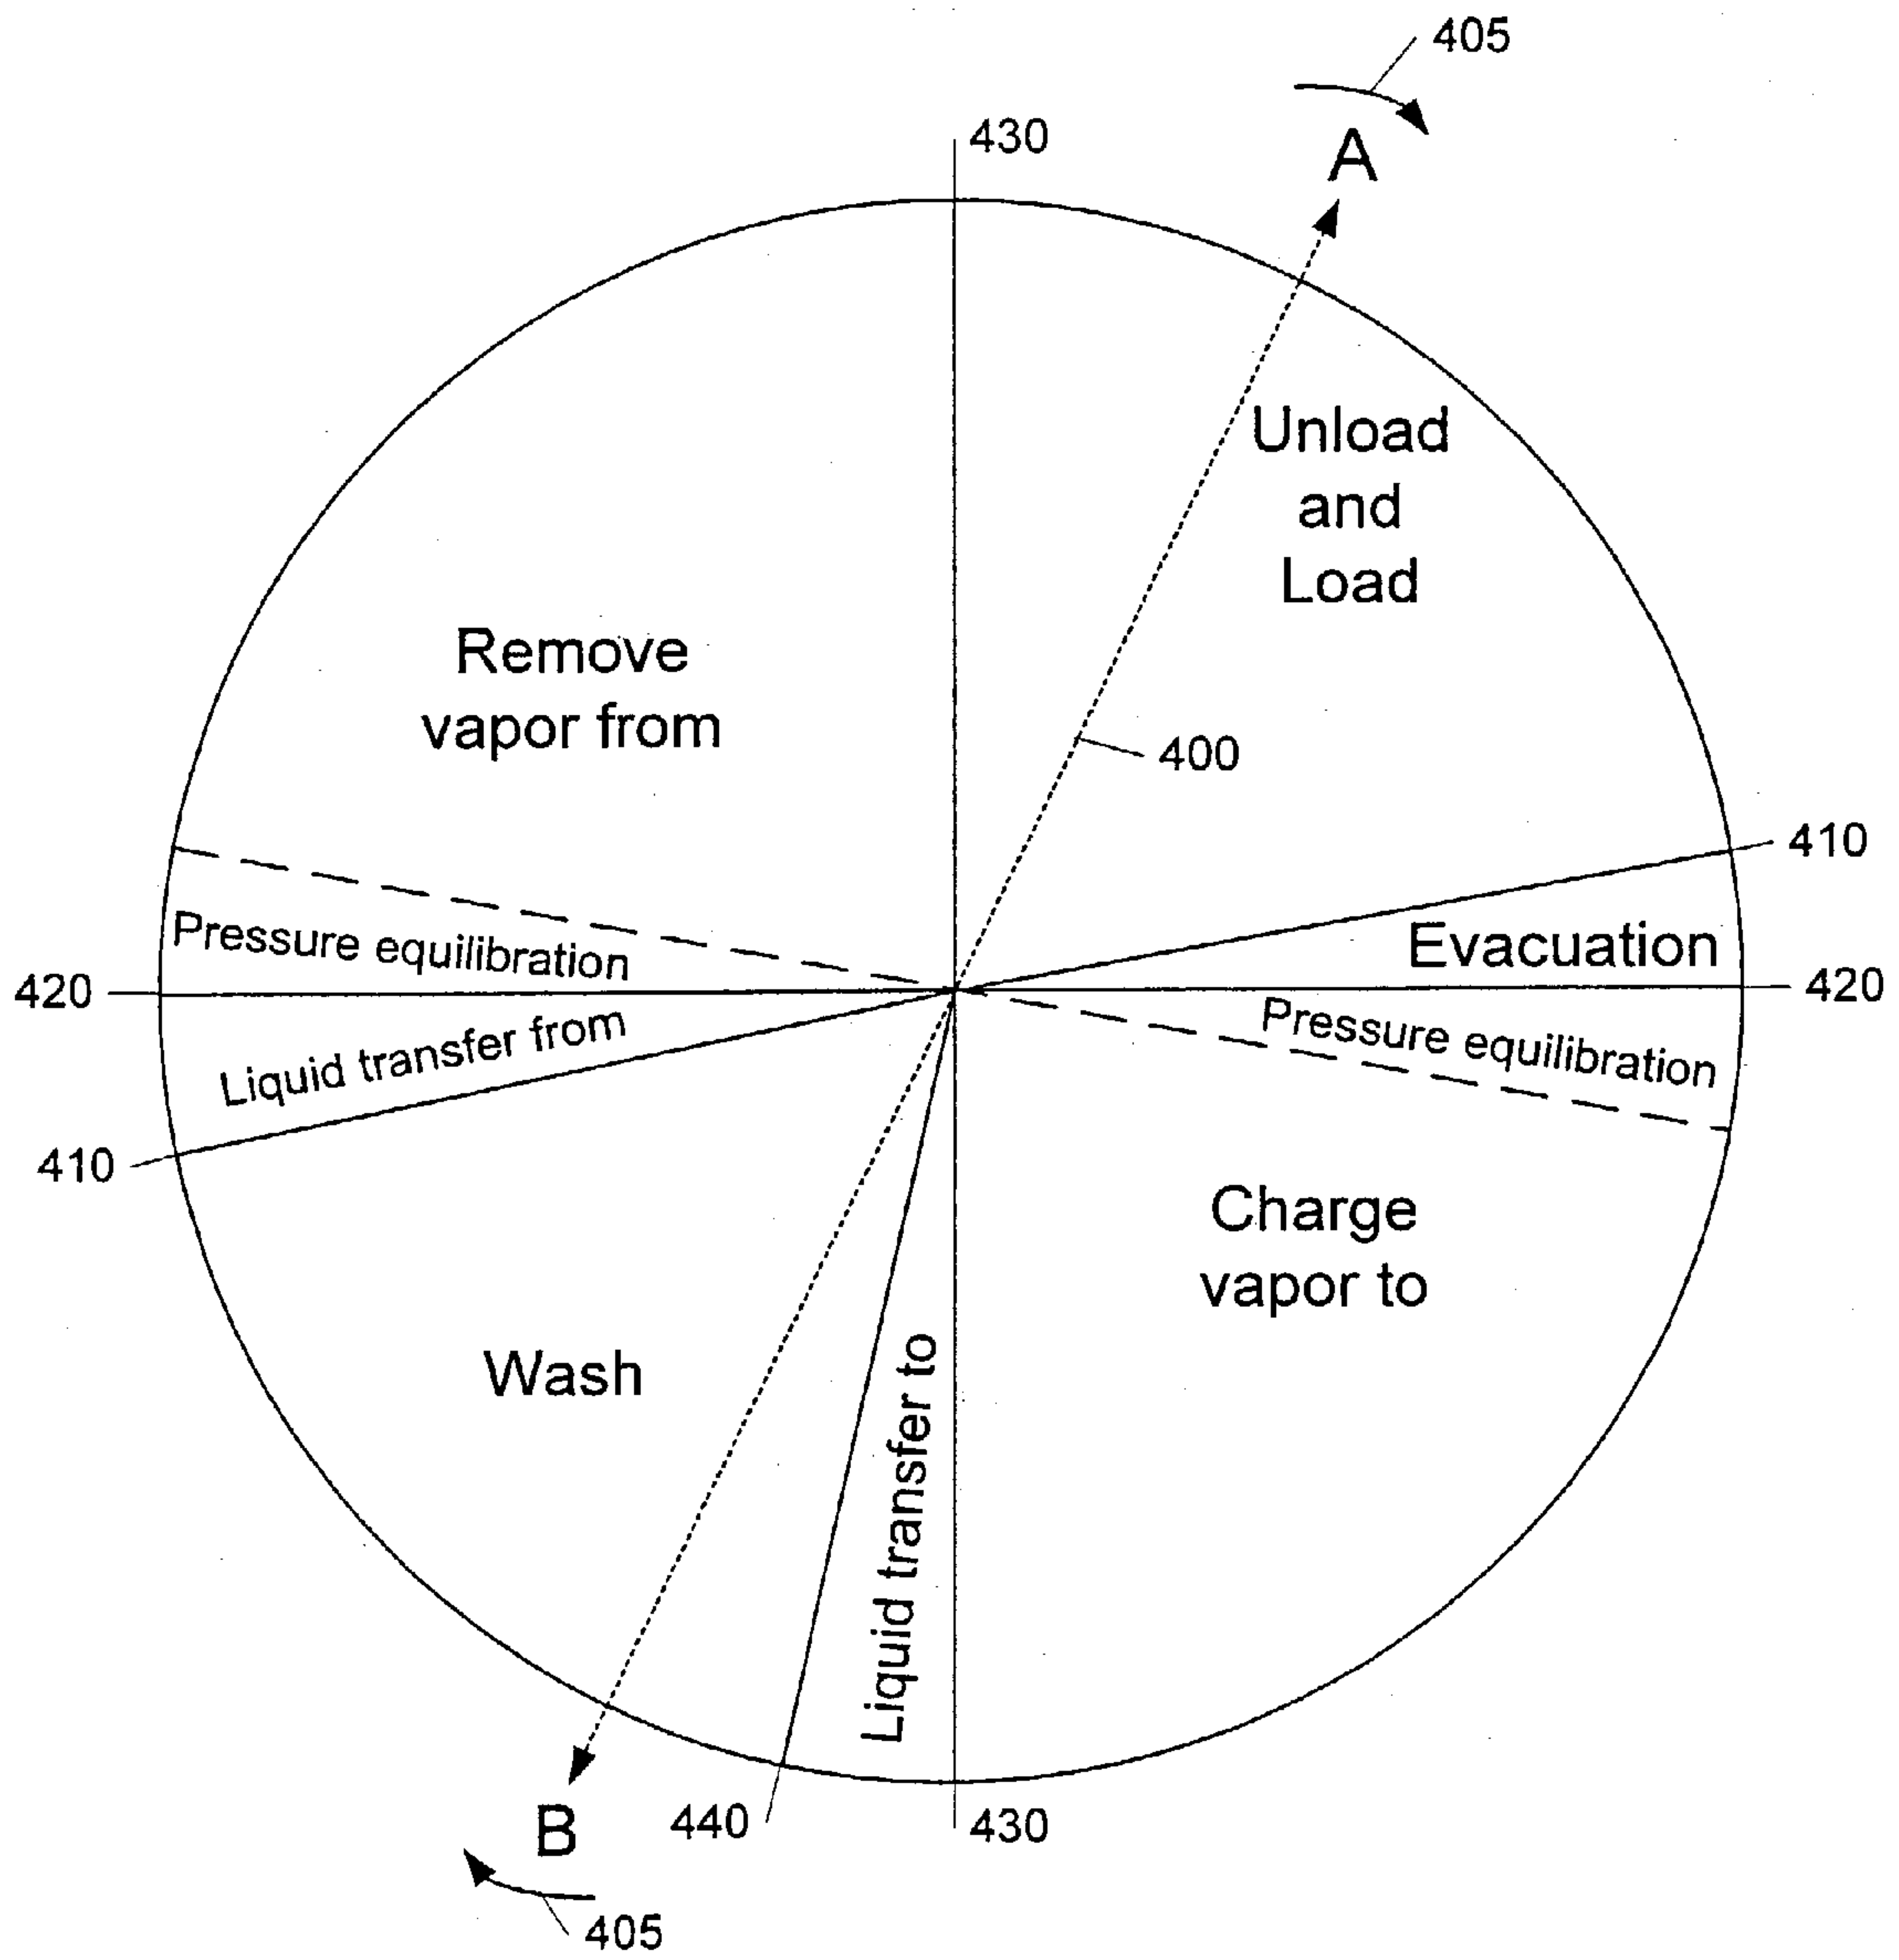 405
A
430
Unload
and
Load
Remove
vapor from
400
410
Pressure equilibration
Evacuation
420
420
Pressure equilibration
Liquid transfer from
410
Charge
vapor to
Wash
Liquid transfer to
440
430
B
405